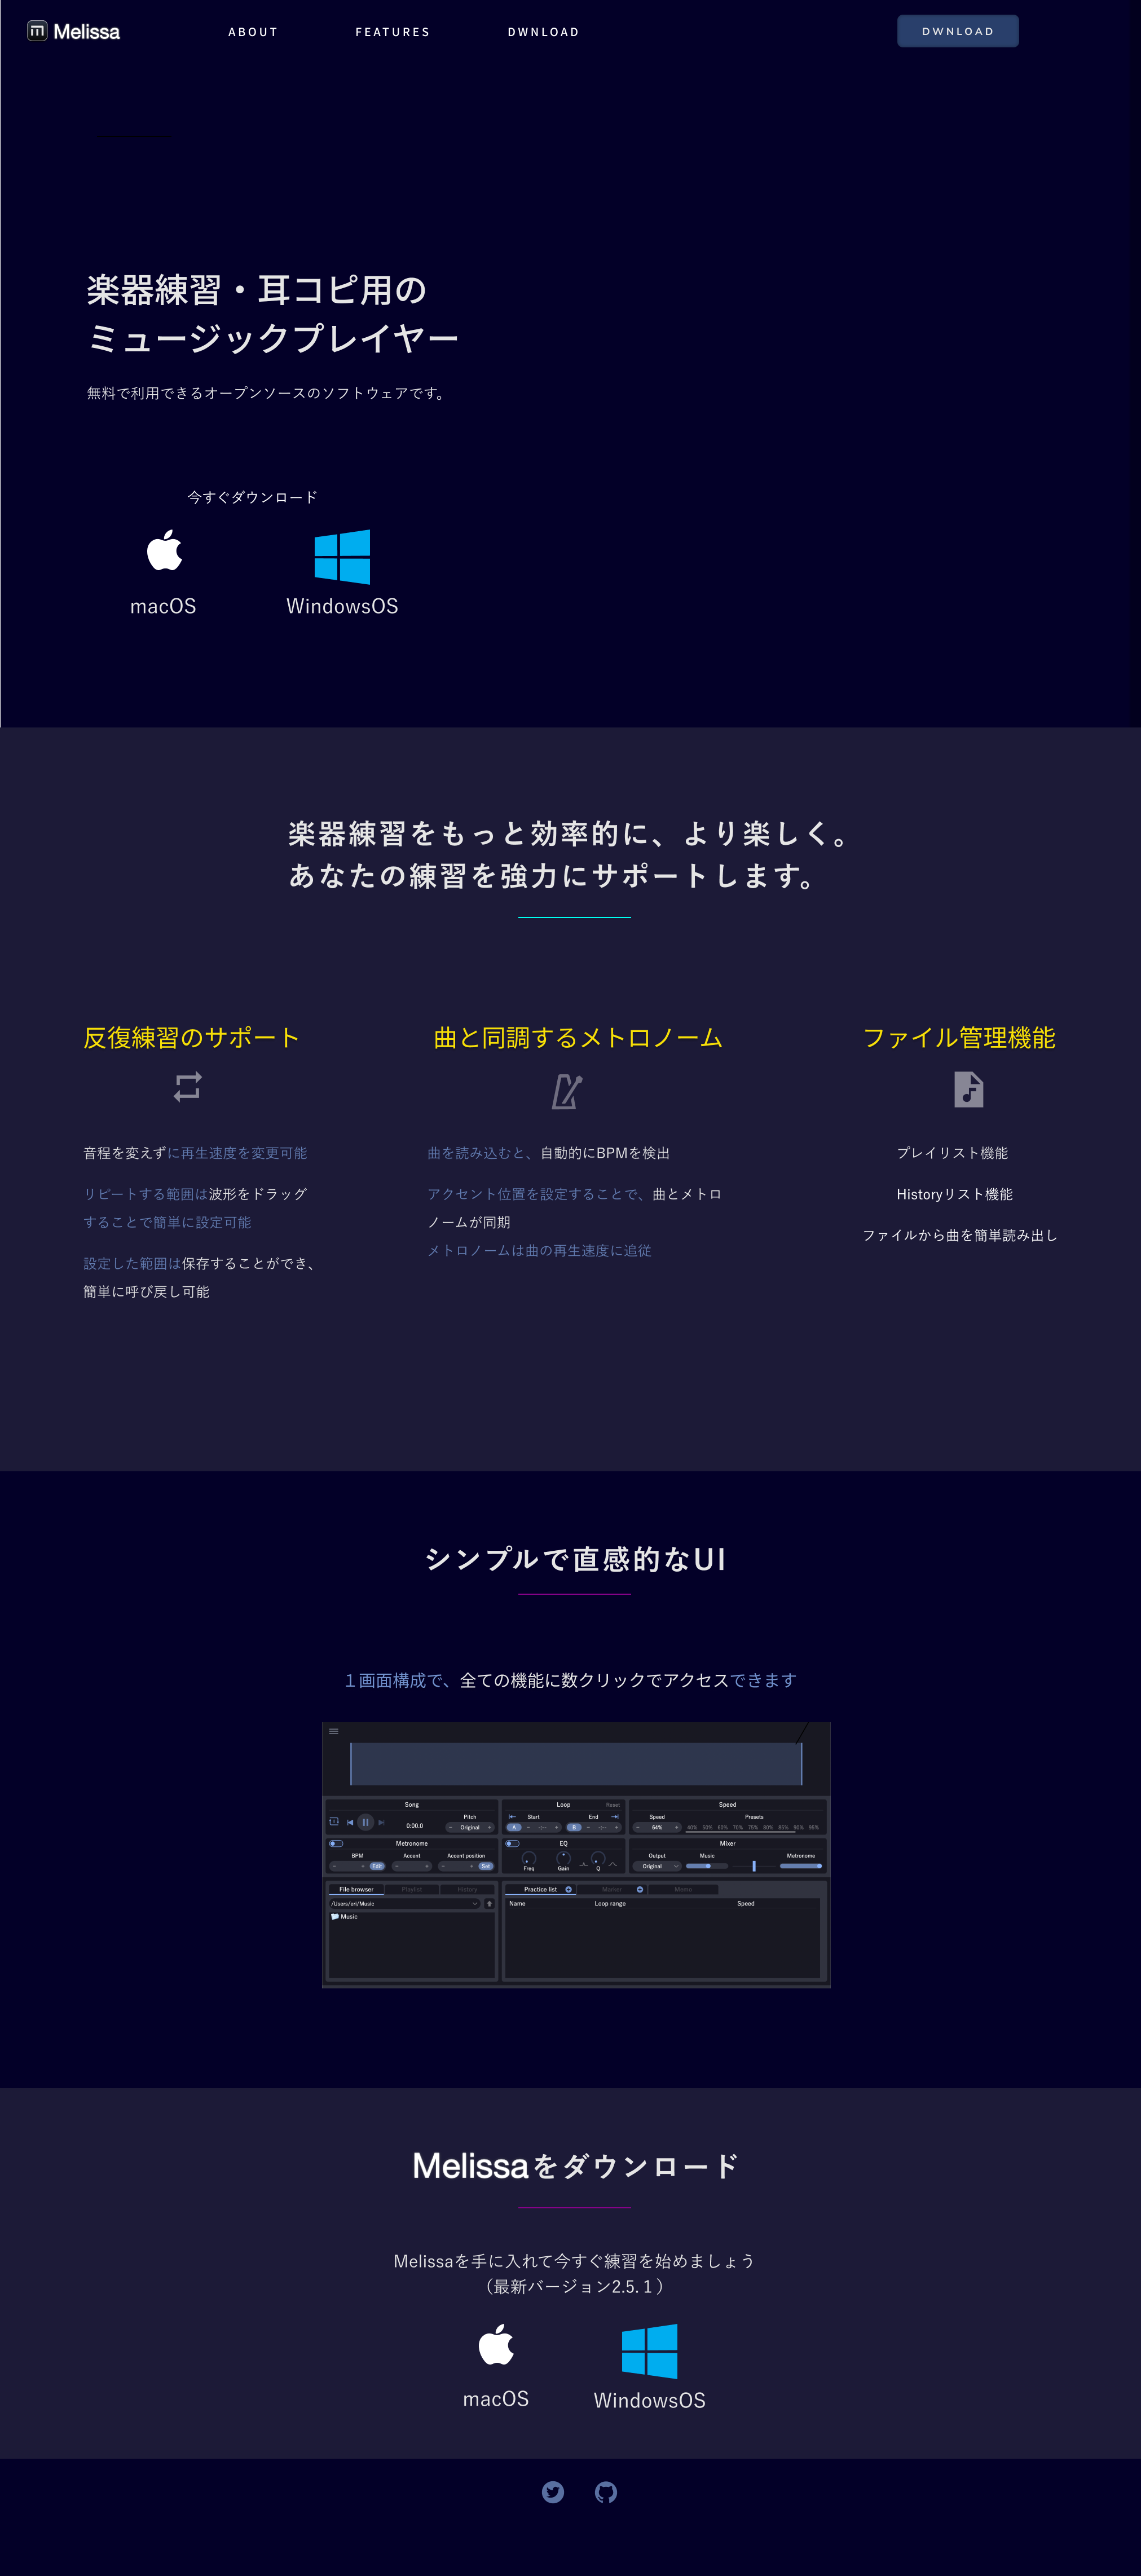 Melissa
ABOUT
FEATURES
DWNLOAD
DWNLOAD
楽器練習・耳コピ用の
ミュージックプレイヤー
無料で利用できるオープンソースのソフトウェアです。
今すぐダウンロード
macOS
WindowsOS
楽器練習をもっと効率的に、より楽しく。
あなたの練習を強力にサポートします。
反復練習のサポート
音程を変えずに再生速度を変更可能
リピートする範囲は波形をドラッグ
することで簡単に設定可能
設定した範囲は保存することができ、
簡単に呼び戻し可能
曲と同調するメトロノーム
曲を読み込むと、自動的にBPMを検出
アクセント位置を設定することで、曲とメトロ
ノームが同期
メトロノームは曲の再生速度に追従
ファイル管理機能
プレイリスト機能
Historyリスト機能
ファイルから曲を簡単読み出し
シンプルで直感的なUI
１画面構成で、全ての機能に数クリックでアクセスできます
Song
Pitch
0:00.0
- Original +
Loop
Reset
Start
End
A - -:-- +
B - -:-- +
Speed
Speed
Presets
- 64% +
40% 50% 60% 70% 75% 80% 85% 90% 95%
Metronome
BPM
Accent
Accent position
- + Edit
- +
- + Set
EQ
Freq
Gain
Q
Mixer
Output
Music
Metronome
Original
File browser
Playlist
History
/Users/eri/Music
Music
Practice list
Marker
Memo
Name
Loop range
Speed
Melissaをダウンロード
Melissaを手に入れて今すぐ練習を始めましょう
（最新バージョン2.5.１）
macOS
WindowsOS